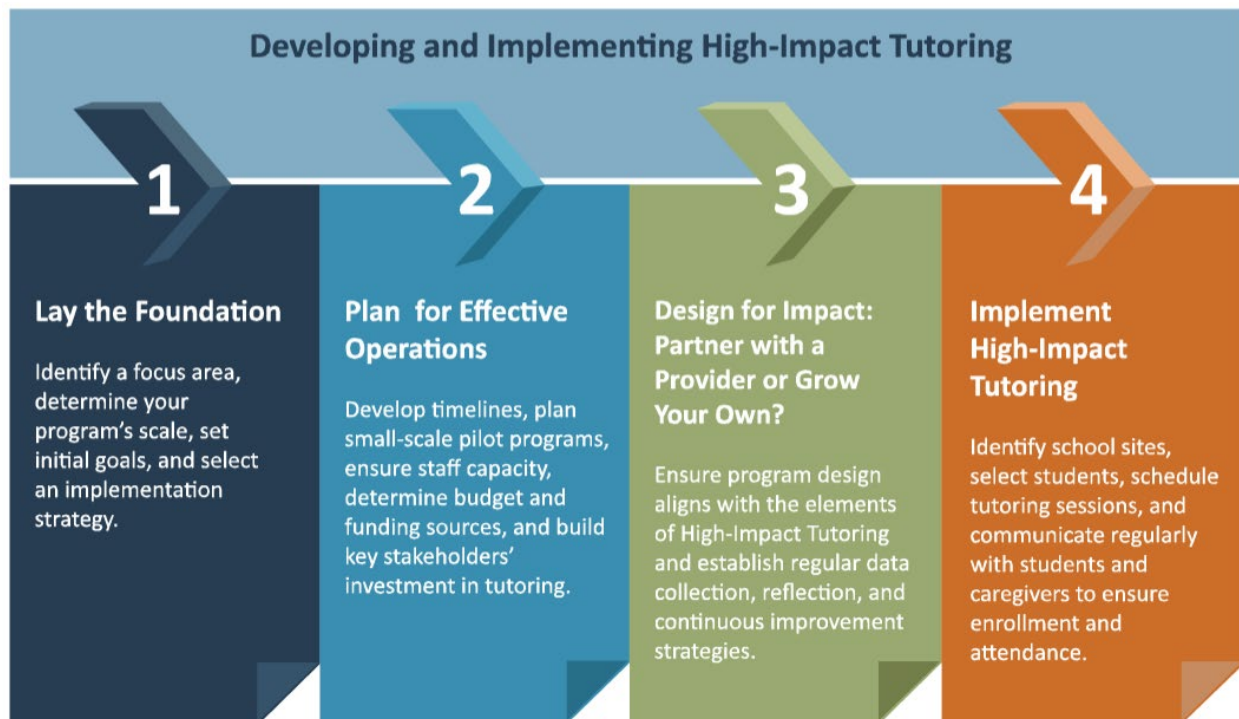 Developing and Implementing High-Impact Tutoring
1
Lay the Foundation
Identify a focus area,
determine your
program's scale, set
initial goals, and select
an implementation
strategy.
2
Plan  for Effective
Operations
Develop timelines, plan
small-scale pilot programs,
ensure staff capacity,
determine budget and
funding sources, and build
key stakeholders'
investment in tutoring.
3
Design for Impact:
Partner with a
Provider or Grow
Your Own?
Ensure program design
aligns with the elements
of High-Impact Tutoring
and establish regular data
collection, reflection, and
continuous improvement
strategies.
4
Implement
High-Impact
Tutoring
Identify school sites,
select students, schedule
tutoring sessions, and
communicate regularly
with students and
caregivers to ensure
enrollment and
attendance.